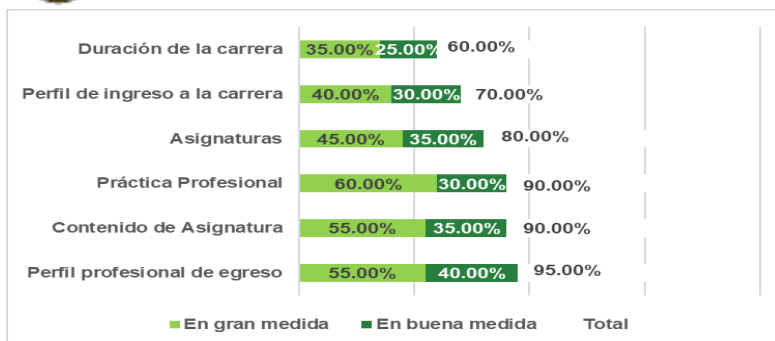 Duración de la carrera 35.00% 25.00% 60.00%
Perfil de ingreso a la carrera 40.00% 30.00% 70.00%
Asignaturas 45.00% 35.00% 80.00%
Práctica Profesional 60.00% 30.00% 90.00%
Contenido de Asignatura 55.00% 35.00% 90.00%
Perfil profesional de egreso 55.00% 40.00% 95.00%
En gran medida En buena medida Total